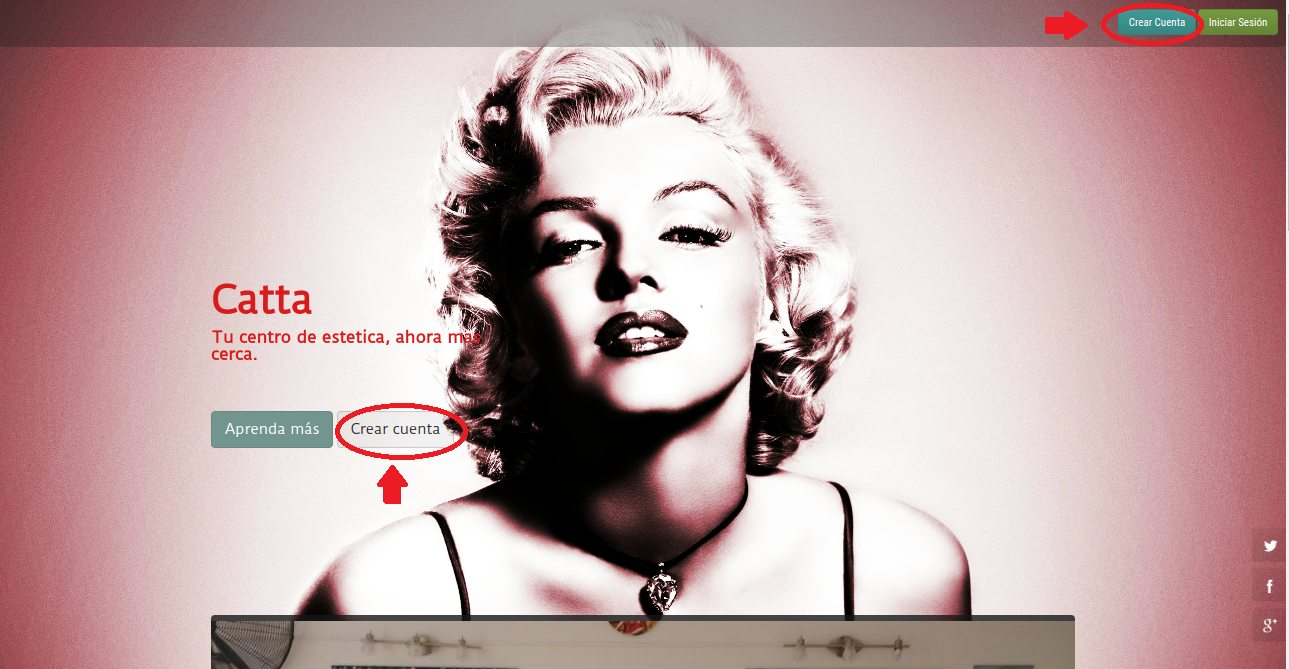 Crear Cuenta
Iniciar Sesión
Catta
Tu centro de estetica, ahora mas
cerca.
Aprenda más
Crear cuenta